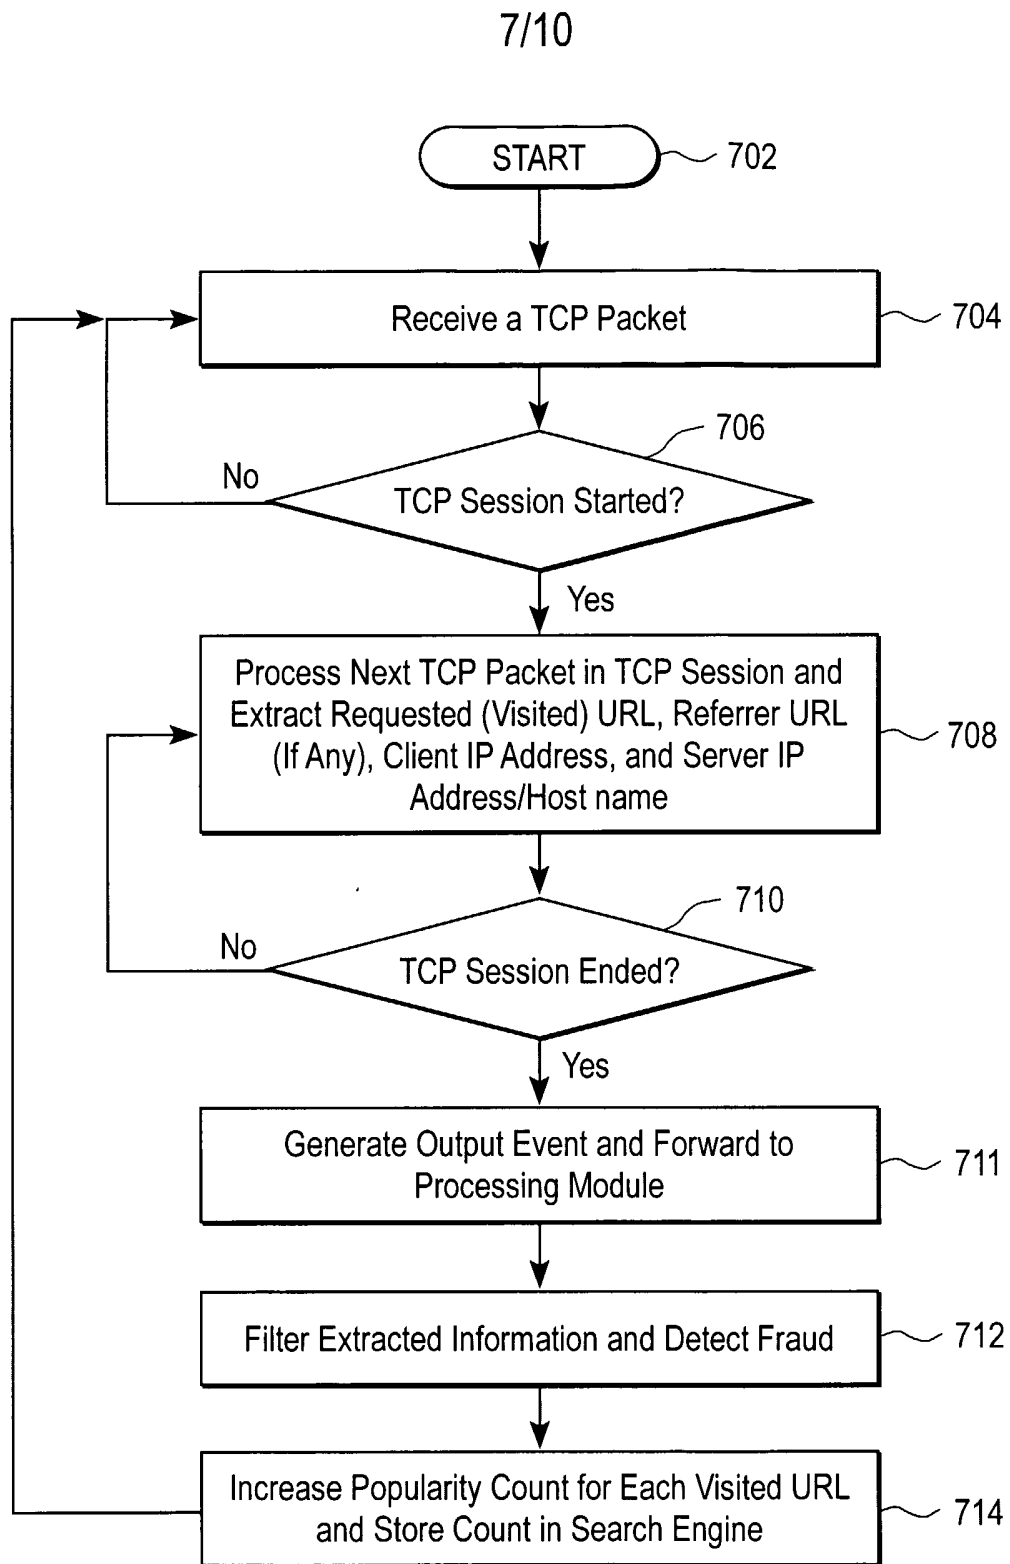 7/10
START
702
Receive a TCP Packet
704
706
No
TCP Session Started?
Yes
Process Next TCP Packet in TCP Session and
Extract Requested (Visited) URL, Referrer URL
(If Any), Client IP Address, and Server IP
Address/Host name
708
710
No
TCP Session Ended?
Yes
Generate Output Event and Forward to
Processing Module
711
Filter Extracted Information and Detect Fraud
712
Increase Popularity Count for Each Visited URL
and Store Count in Search Engine
714